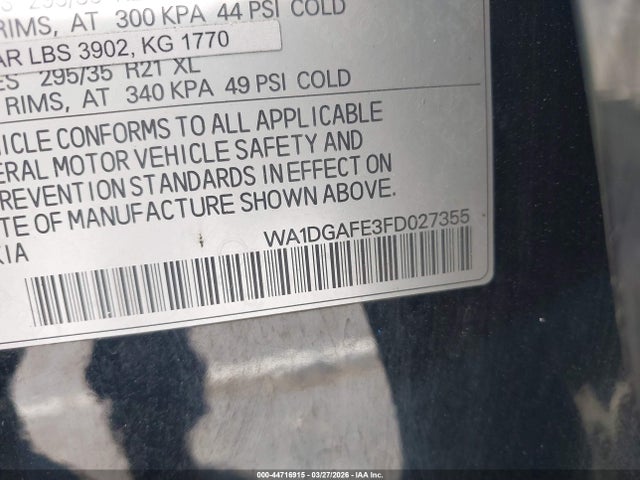 RIMS, AT 300 KPA 44 PSI COLD
AR LBS 3902, KG 1770
ES 295/35 R21 XL
RIMS, AT 340 KPA 49 PSI COLD
ICLE CONFORMS TO ALL APPLICABLE
ERAL MOTOR VEHICLE SAFETY AND
REVENTION STANDARDS IN EFFECT ON
TE OF MANUFACTURE SHOWN ABOVE.
KIA
WA1DGAFE3FD027355
000-44716915 - 03/27/2026 - IAA Inc.